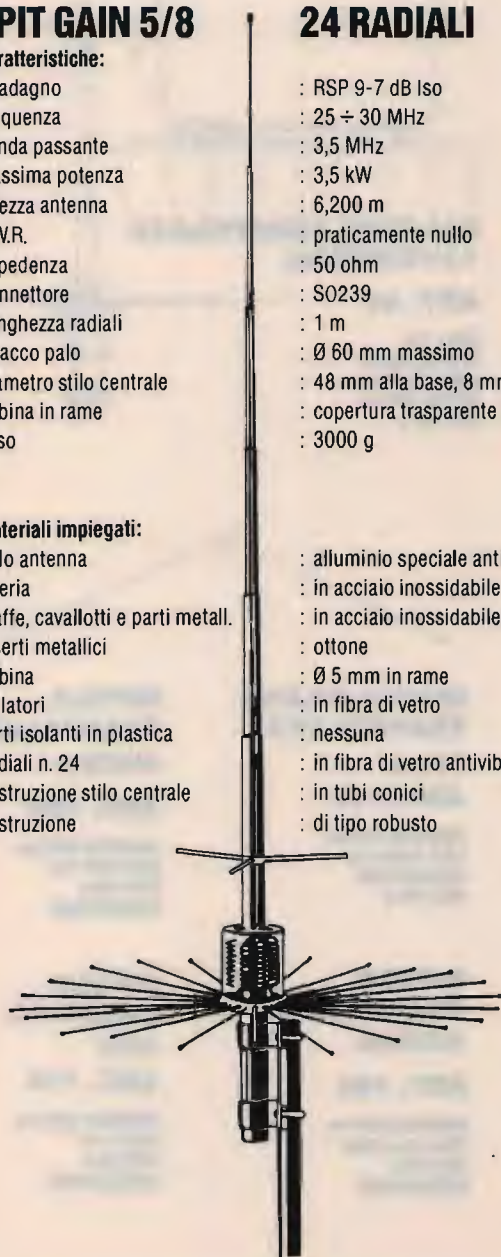 PIT GAIN 5/8 24 RADIALI
ratteristiche:
adagno : RSP 9-7 dB Iso
quenza : 25 ÷ 30 MHz
nda passante : 3,5 MHz
assima potenza : 3,5 kW
ezza antenna : 6,200 m
W.R. : praticamente nullo
pedenza : 50 ohm
nnettore : SO239
nghezza radiali : 1 m
acco palo : Ø 60 mm massimo
ametro stilo centrale : 48 mm alla base, 8 mm
bina in rame : copertura trasparente
so : 3000 g
ateriali impiegati:
lo antenna : alluminio speciale ant
eria : in acciaio inossidabile
affe, cavallotti e parti metall. : in acciaio inossidabile
serti metallici : ottone
bina : Ø 5 mm in rame
latori : in fibra di vetro
rti isolanti in plastica : nessuna
diali n. 24 : in fibra di vetro antivib
struzione stilo centrale : in tubi conici
struzione : di tipo robusto